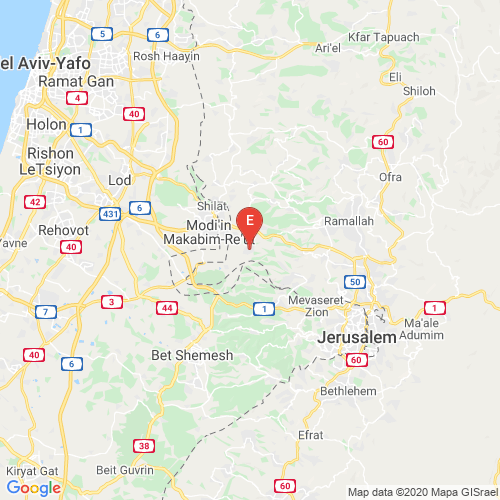 Kfar Tapuach
5
6
Ari'el
el Aviv-Yafo
Rosh Haayin
Ramat Gan
Eli
4
Shiloh
40
Holon
1
60
Rishon
LeTsiyon
Lod
Ofra
42
431
6
Shilat
E
Ramallah
Rehovot
Modi'in
Makabim-Re'ut
Yavne
40
50
7
3
44
1
Mevaseret
Zion
1
Ma'ale
Adumim
Jerusalem
40
6
Bet Shemesh
60
Bethlehem
38
Efrat
Kiryat Gat
Beit Guvrin
60
Google
Map data ©2020 Mapa GISrael